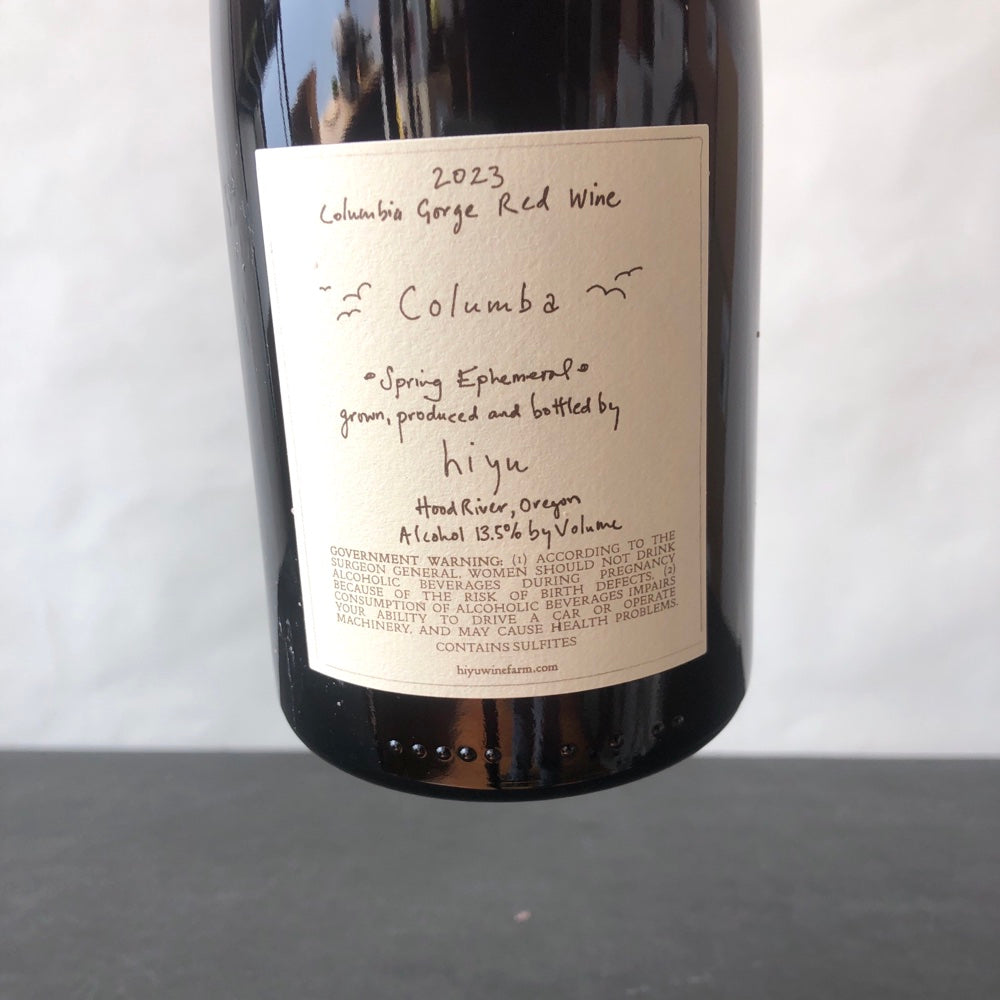 2023
Columbia Gorge Red Wine
Columba
•Spring Ephemeral•
grown, produced and bottled by
hiyu
Hood River, Oregon
Alcohol 13.5% by Volume
GOVERNMENT WARNING: (1) ACCORDING TO THE
SURGEON GENERAL, WOMEN SHOULD NOT DRINK
ALCOHOLIC BEVERAGES DURING PREGNANCY
BECAUSE OF THE RISK OF BIRTH DEFECTS. (2)
CONSUMPTION OF ALCOHOLIC BEVERAGES IMPAIRS
YOUR ABILITY TO DRIVE A CAR OR OPERATE
MACHINERY, AND MAY CAUSE HEALTH PROBLEMS.
CONTAINS SULFITES
hiyuwinefarm.com